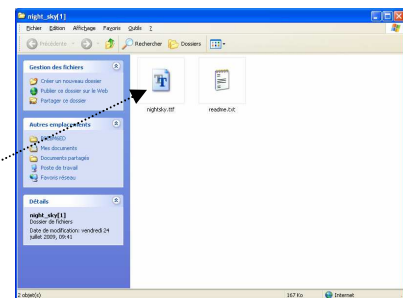 night_sky[1]
Fichier Edition Affichage Favoris Outils ?
Précédente Rechercher Dossiers
Gestion des fichiers
Créer un nouveau dossier
Publier ce dossier sur le Web
Partager ce dossier
Autres emplacements
Mes documents
Documents partagés
Poste de travail
Favoris réseau
Détails
night_sky[1]
Dossier de fichiers
Date de modification: vendredi 24
juillet 2009, 09:41
nightsky.ttf
readme.txt
2 objet(s)
167 Ko
Internet